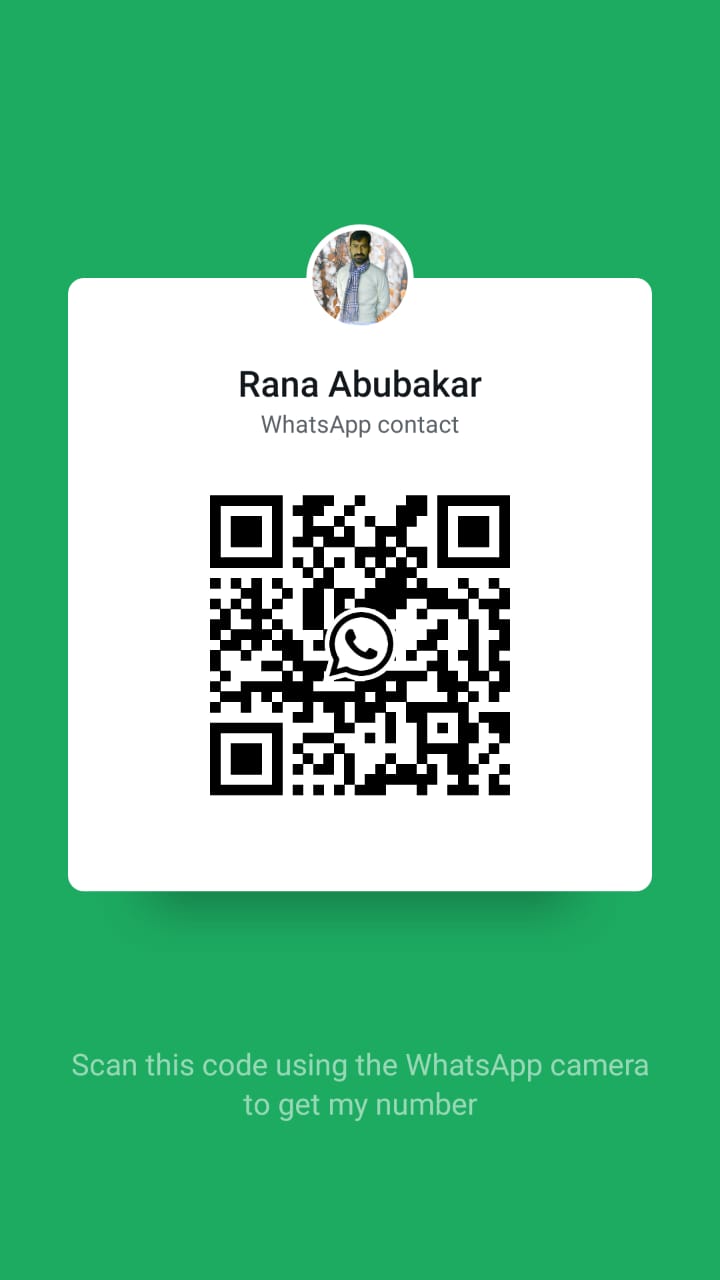 Rana Abubakar
WhatsApp contact
Scan this code using the WhatsApp camera
to get my number